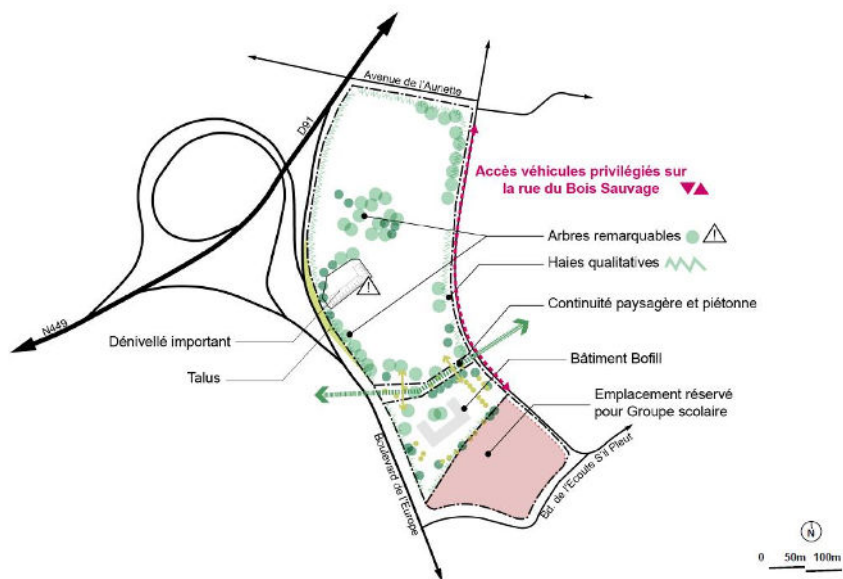 Avenue de l'Auriette
D91
Accès véhicules privilégiés sur
la rue du Bois Sauvage
Arbres remarquables
Haies qualitatives
Continuité paysagère et piétonne
N449
Dénivellé important
Talus
Bâtiment Bofill
Emplacement réservé
pour Groupe scolaire
Boulevard de l'Europe
Bd. de l'Ecoute S'il Pleut
N
0 50m 100m